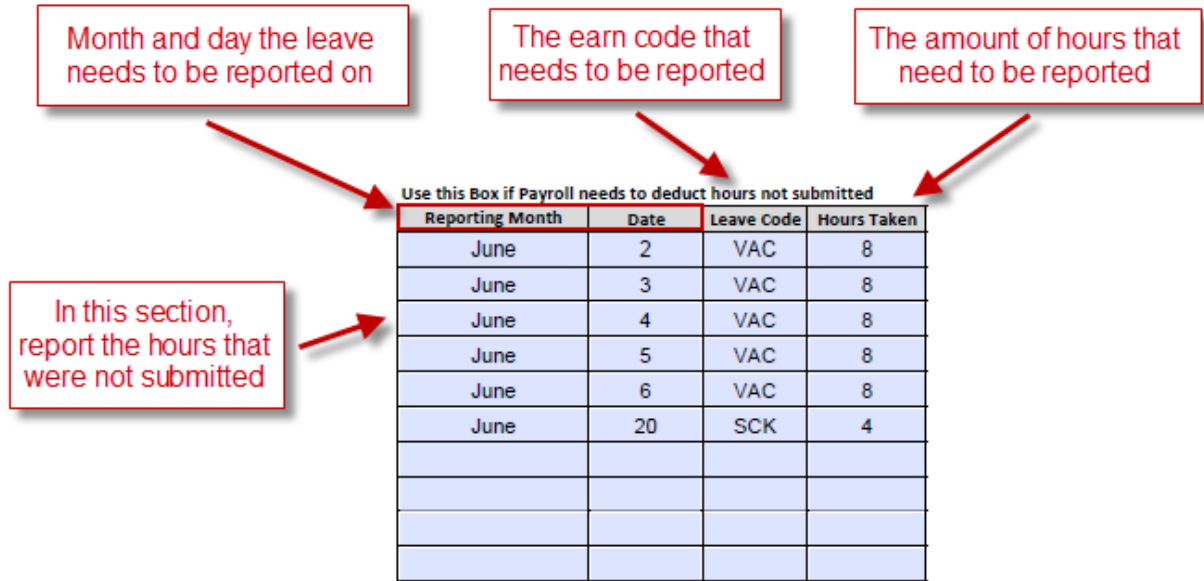 Month and day the leave
needs to be reported on
The earn code that
needs to be reported
The amount of hours that
need to be reported
Use this Box if Payroll needs to deduct hours not submitted
Reporting Month Date Leave Code Hours Taken
June 2 VAC 8
June 3 VAC 8
June 4 VAC 8
June 5 VAC 8
June 6 VAC 8
June 20 SCK 4
In this section,
report the hours that
were not submitted